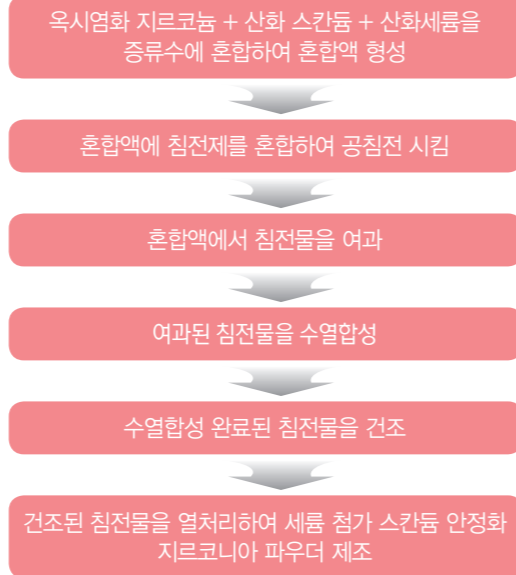 옥시염화 지르코늄 + 산화 스칸듐 + 산화세륨을
증류수에 혼합하여 혼합액 형성
혼합액에 침전제를 혼합하여 공침전 시킴
혼합액에서 침전물을 여과
여과된 침전물을 수열합성
수열합성 완료된 침전물을 건조
건조된 침전물을 열처리하여 세륨 첨가 스칸듐 안정화
지르코니아 파우더 제조